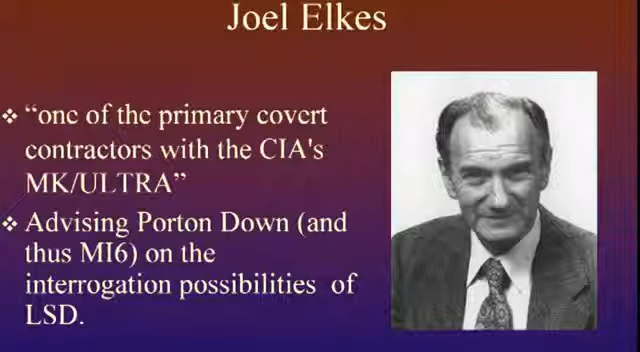 Joel Elkes
❖ “one of the primary covert
contractors with the CIA's
MK/ULTRA”
❖ Advising Porton Down (and
thus MI6) on the
interrogation possibilities of
LSD.